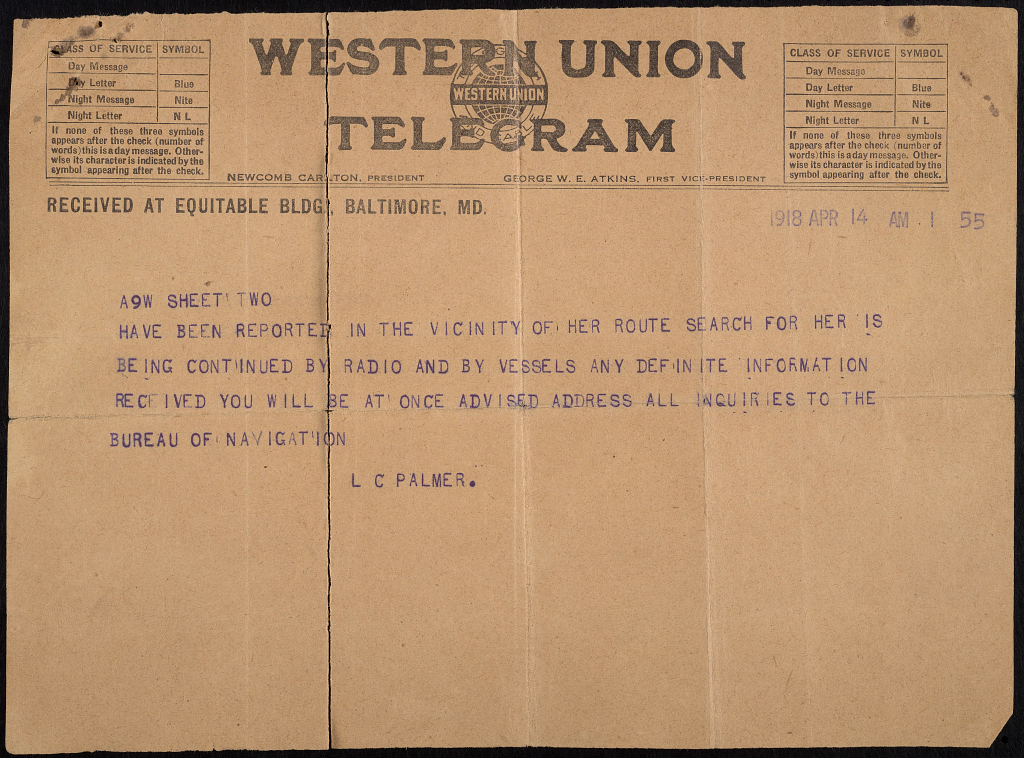 CLASS OF SERVICE SYMBOL
Day Message
Day Letter Blue
Night Message Nite
Night Letter N L
If none of these three symbols
appears after the check (number of
words) this is a day message. Other-
wise its character is indicated by the
symbol appearing after the check.
WESTERN UNION
WESTERN UNION
TELEGRAM
NEWCOMB CARLTON, PRESIDENT GEORGE W. E. ATKINS, FIRST VICE-PRESIDENT
CLASS OF SERVICE SYMBOL
Day Message
Day Letter Blue
Night Message Nite
Night Letter N L
If none of these three symbols
appears after the check (number of
words) this is a day message. Other-
wise its character is indicated by the
symbol appearing after the check.
RECEIVED AT EQUITABLE BLDG., BALTIMORE, MD.
1918 APR 14 AM 1 55
A9W SHEET TWO
HAVE BEEN REPORTED IN THE VICINITY OF HER ROUTE SEARCH FOR HER IS
BEING CONTINUED BY RADIO AND BY VESSELS ANY DEFINITE INFORMATION
RECEIVED YOU WILL BE AT ONCE ADVISED ADDRESS ALL INQUIRIES TO THE
BUREAU OF NAVIGATION
L C PALMER.